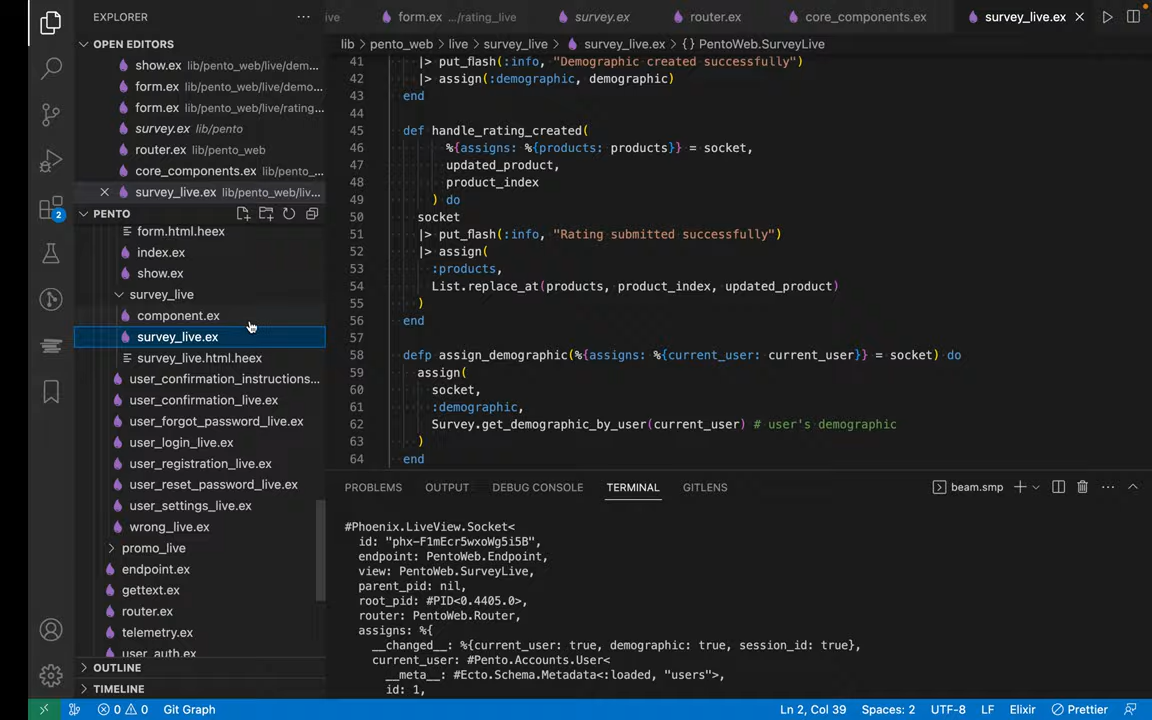 EXPLORER
OPEN EDITORS
show.ex lib/pento_web/live/dem...
form.ex lib/pento_web/live/demo...
form.ex lib/pento_web/live/rating...
survey.ex lib/pento
router.ex lib/pento_web
core_components.ex lib/pento_...
survey_live.ex lib/pento_web/liv...
PENTO
form.html.heex
index.ex
show.ex
survey_live
component.ex
survey_live.ex
survey_live.html.heex
user_confirmation_instructions...
user_confirmation_live.ex
user_forgot_password_live.ex
user_login_live.ex
user_registration_live.ex
user_reset_password_live.ex
user_settings_live.ex
wrong_live.ex
promo_live
endpoint.ex
gettext.ex
router.ex
telemetry.ex
user_auth.ex
OUTLINE
TIMELINE
2
ive form.ex .../rating_live survey.ex router.ex core_components.ex survey_live.ex
lib > pento_web > live > survey_live > survey_live.ex > {} PentoWeb.SurveyLive
41 |> put_flash(:info, "Demographic created successfully")
42 |> assign(:demographic, demographic)
43 end
44
45 def handle_rating_created(
46 %{assigns: %{products: products}} = socket,
47 updated_product,
48 product_index
49 ) do
50 socket
51 |> put_flash(:info, "Rating submitted successfully")
52 |> assign(
53 :products,
54 List.replace_at(products, product_index, updated_product)
55 )
56 end
57
58 defp assign_demographic(%{assigns: %{current_user: current_user}} = socket) do
59 assign(
60 socket,
61 :demographic,
62 Survey.get_demographic_by_user(current_user) # user's demographic
63 )
64 end
PROBLEMS OUTPUT DEBUG CONSOLE TERMINAL GITLENS beam.smp
#Phoenix.LiveView.Socket<
id: "phx-F1mEcr5wxoWg5i5B",
endpoint: PentoWeb.Endpoint,
view: PentoWeb.SurveyLive,
parent_pid: nil,
root_pid: #PID<0.4405.0>,
router: PentoWeb.Router,
assigns: %{
__changed__: %{current_user: true, demographic: true, session_id: true},
current_user: #Pento.Accounts.User<
__meta__: #Ecto.Schema.Metadata<:loaded, "users">,
id: 1,
0 0 Git Graph Ln 2, Col 39 Spaces: 2 UTF-8 LF Elixir Prettier